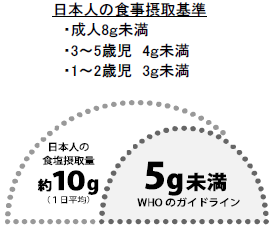 日本人の食事摂取基準
・成人8g未満
・3～5歳児　4g未満
・1～2歳児　3g未満
日本人の
食塩摂取量
約10g
（1日平均）
5g未満
WHOのガイドライン